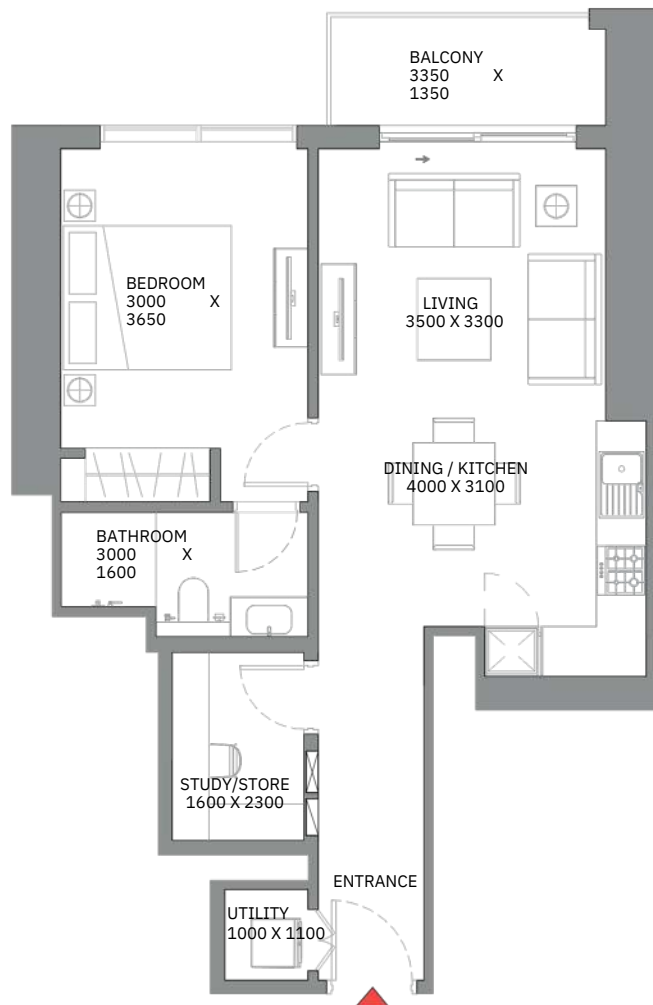 BALCONY
3350 X
1350
BEDROOM
3000 X
3650
LIVING
3500 X 3300
DINING / KITCHEN
4000 X 3100
BATHROOM
3000 X
1600
STUDY/STORE
1600 X 2300
ENTRANCE
UTILITY
1000 X 1100